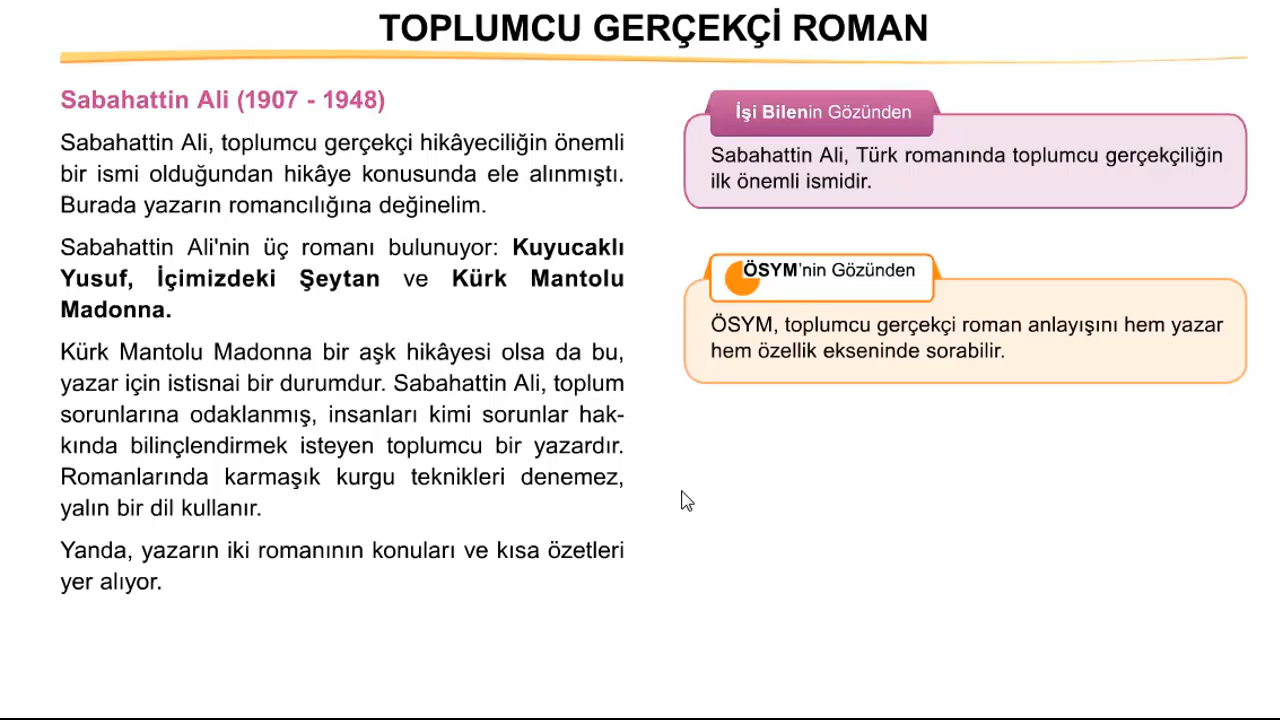 TOPLUMCU GERÇEKÇİ ROMAN
Sabahattin Ali (1907 - 1948)
Sabahattin Ali, toplumcu gerçekçi hikâyeciliğin önemli
bir ismi olduğundan hikâye konusunda ele alınmıştı.
Burada yazarın romancılığına değinelim.
Sabahattin Ali'nin üç romanı bulunuyor: Kuyucaklı
Yusuf, İçimizdeki Şeytan ve Kürk Mantolu
Madonna.
Kürk Mantolu Madonna bir aşk hikâyesi olsa da bu,
yazar için istisnai bir durumdur. Sabahattin Ali, toplum
sorunlarına odaklanmış, insanları kimi sorunlar hak-
kında bilinçlendirmek isteyen toplumcu bir yazardır.
Romanlarında karmaşık kurgu teknikleri denemez,
yalın bir dil kullanır.
Yanda, yazarın iki romanının konuları ve kısa özetleri
yer alıyor.
İşi Bilenin Gözünden
Sabahattin Ali, Türk romanında toplumcu gerçekçiliğin
ilk önemli ismidir.
ÖSYM'nin Gözünden
ÖSYM, toplumcu gerçekçi roman anlayışını hem yazar
hem özellik ekseninde sorabilir.